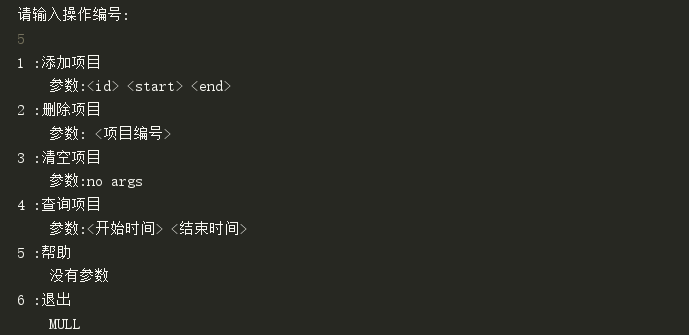 请输入操作编号:
5
1 :添加项目
参数:<id> <start> <end>
2 :删除项目
参数: <项目编号>
3 :清空项目
参数:no args
4 :查询项目
参数:<开始时间> <结束时间>
5 :帮助
没有参数
6 :退出
MULL